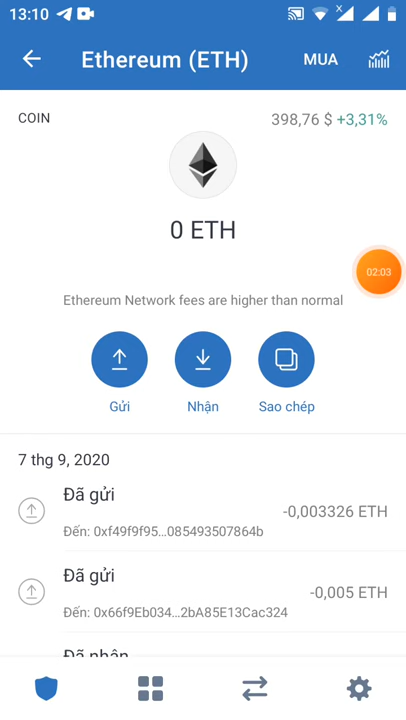 13:10
Ethereum (ETH)
MUA
COIN
398,76 $ +3,31%
0 ETH
02:03
Ethereum Network fees are higher than normal
Gửi
Nhận
Sao chép
7 thg 9, 2020
Đã gửi
-0,003326 ETH
Đến: 0xf49f9f95...085493507864b
Đã gửi
-0,005 ETH
Đến: 0x66f9Eb034...2bA85E13Cac324
Đã nhận